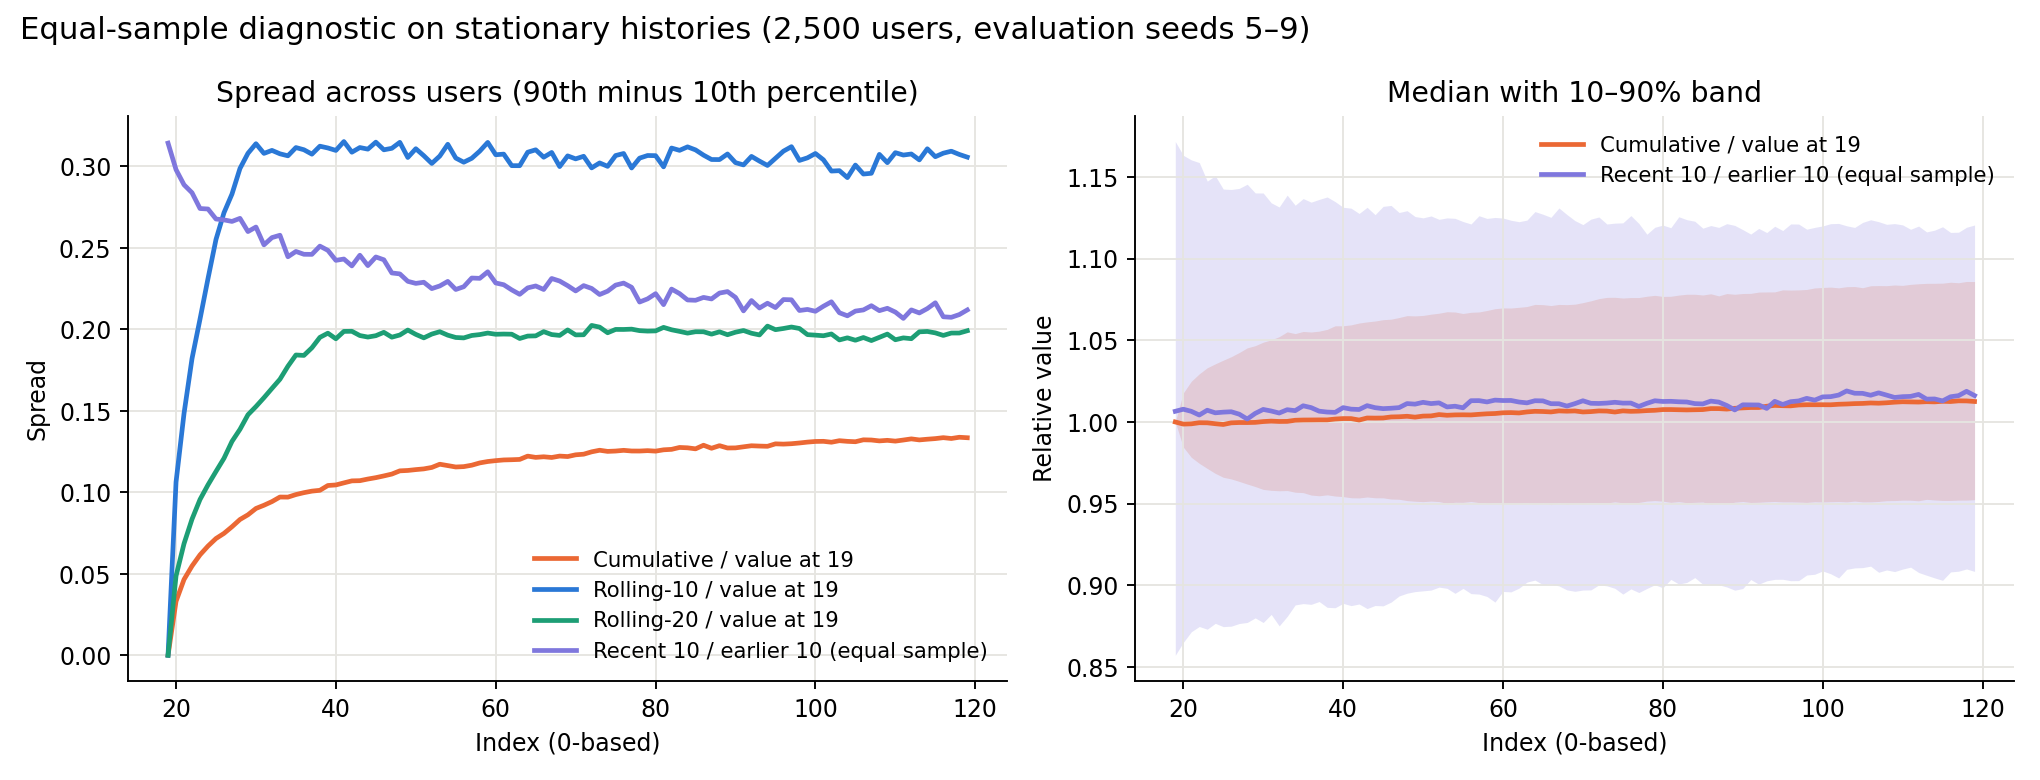 Equal-sample diagnostic on stationary histories (2,500 users, evaluation seeds 5–9)
Spread across users (90th minus 10th percentile)
Spread
0.30
0.25
0.20
0.15
0.10
0.05
0.00
Cumulative / value at 19
Rolling-10 / value at 19
Rolling-20 / value at 19
Recent 10 / earlier 10 (equal sample)
20 40 60 80 100 120
Index (0-based)
Median with 10–90% band
Relative value
1.15
1.10
1.05
1.00
0.95
0.90
0.85
Cumulative / value at 19
Recent 10 / earlier 10 (equal sample)
20 40 60 80 100 120
Index (0-based)